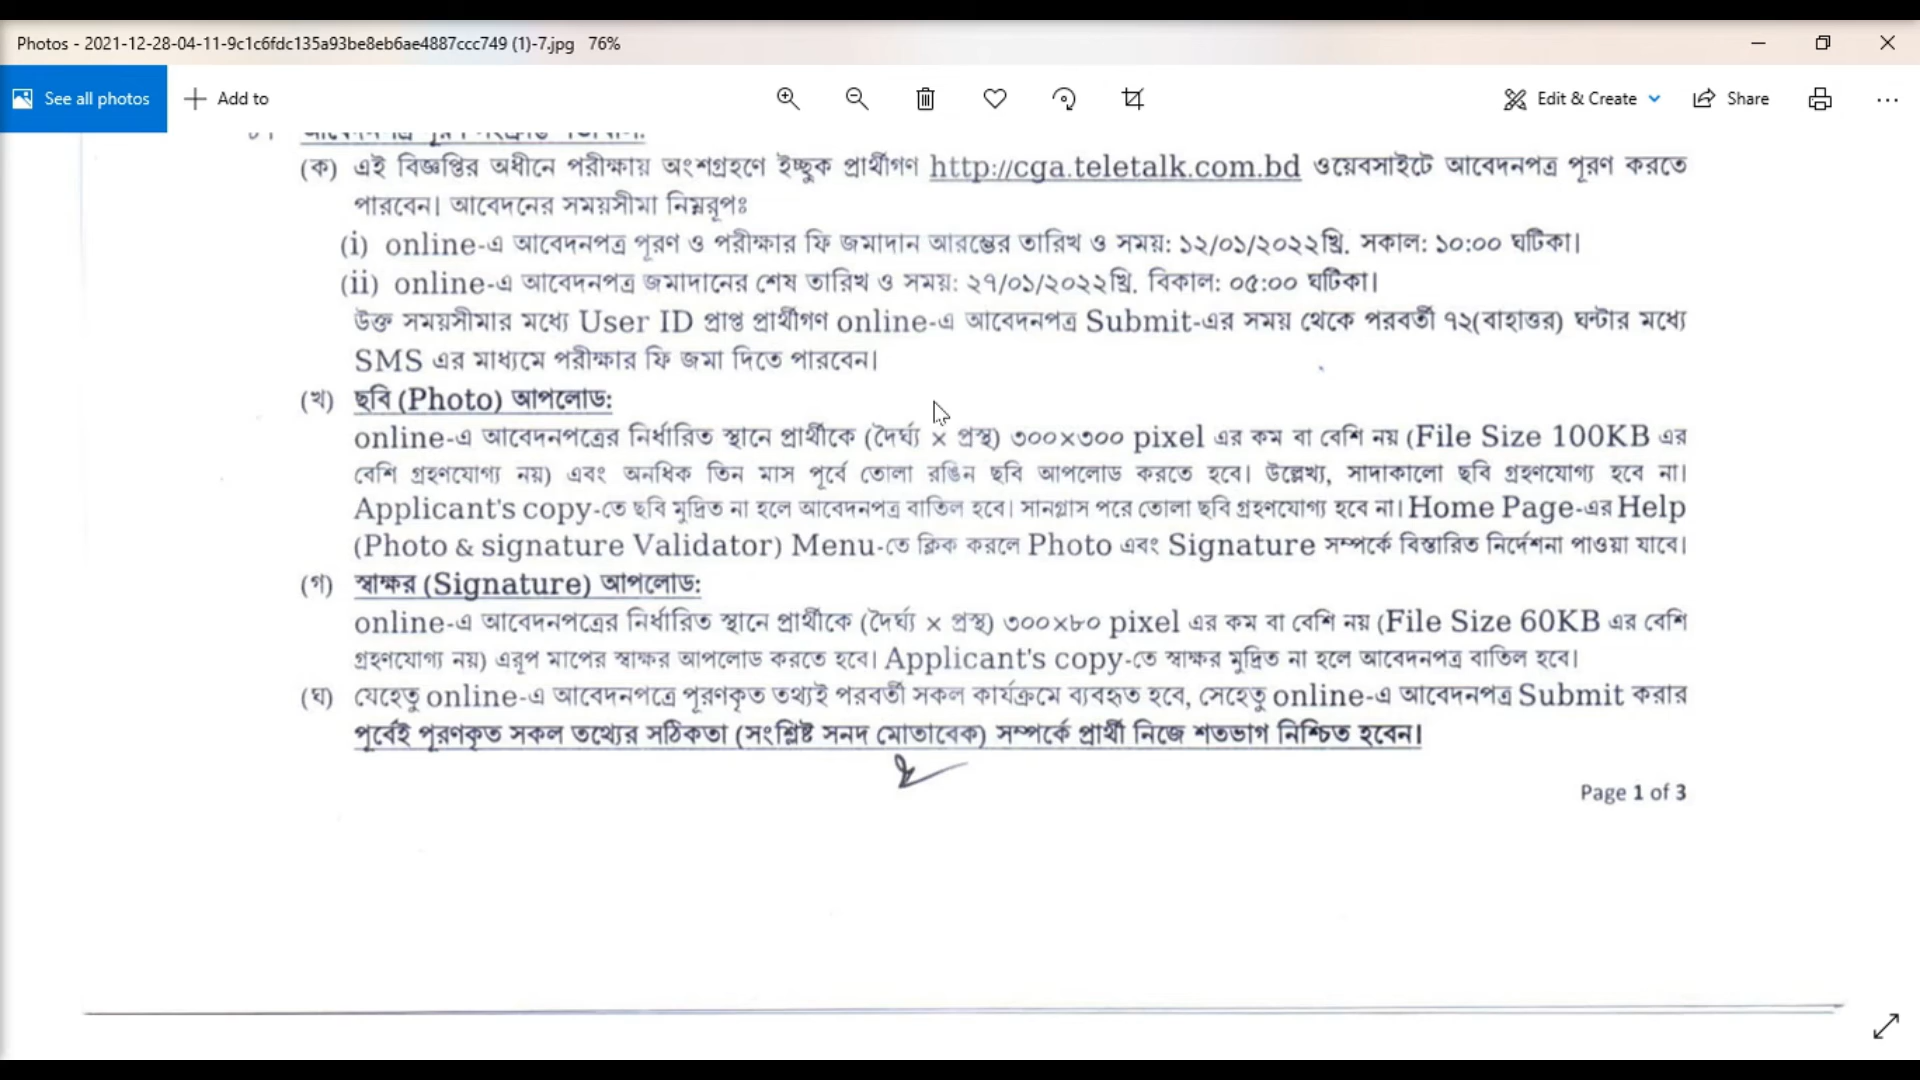 Photos - 2021-12-28-04-11-9c1c6fdc135a93be8eb6ae4887ccc749 (1)-7.jpg 76%
See all photos Add to Edit & Create Share
(ক) এই বিজ্ঞপ্তির অধীনে পরীক্ষায় অংশগ্রহণে ইচ্ছুক প্রার্থীগণ http://cga.teletalk.com.bd ওয়েবসাইটে আবেদনপত্র পূরণ করতে
পারবেন। আবেদনের সময়সীমা নিম্নরূপঃ
(i) online-এ আবেদনপত্র পূরণ ও পরীক্ষার ফি জমাদান আরম্ভের তারিখ ও সময়: ১২/০১/২০২২খ্রি. সকাল: ১০:০০ ঘটিকা।
(ii) online-এ আবেদনপত্র জমাদানের শেষ তারিখ ও সময়: ২৭/০১/২০২২খ্রি. বিকাল: ০৫:০০ ঘটিকা।
উক্ত সময়সীমার মধ্যে User ID প্রাপ্ত প্রার্থীগণ online-এ আবেদনপত্র Submit-এর সময় থেকে পরবর্তী ৭২(বাহাত্তর) ঘন্টার মধ্যে
SMS এর মাধ্যমে পরীক্ষার ফি জমা দিতে পারবেন।
(খ) ছবি (Photo) আপলোড:
online-এ আবেদনপত্রের নির্ধারিত স্থানে প্রার্থীকে (দৈর্ঘ্য × প্রস্থ) ৩০০×৩০০ pixel এর কম বা বেশি নয় (File Size 100KB এর
বেশি গ্রহণযোগ্য নয়) এবং অনধিক তিন মাস পূর্বে তোলা রঙিন ছবি আপলোড করতে হবে। উল্লেখ্য, সাদাকালো ছবি গ্রহণযোগ্য হবে না।
Applicant's copy-তে ছবি মুদ্রিত না হলে আবেদনপত্র বাতিল হবে। সানগ্লাস পরে তোলা ছবি গ্রহণযোগ্য হবে না। Home Page-এর Help
(Photo & signature Validator) Menu-তে ক্লিক করলে Photo এবং Signature সম্পর্কে বিস্তারিত নির্দেশনা পাওয়া যাবে।
(গ) স্বাক্ষর (Signature) আপলোড:
online-এ আবেদনপত্রের নির্ধারিত স্থানে প্রার্থীকে (দৈর্ঘ্য × প্রস্থ) ৩০০×৮০ pixel এর কম বা বেশি নয় (File Size 60KB এর বেশি
গ্রহণযোগ্য নয়) এরূপ মাপের স্বাক্ষর আপলোড করতে হবে। Applicant's copy-তে স্বাক্ষর মুদ্রিত না হলে আবেদনপত্র বাতিল হবে।
(ঘ) যেহেতু online-এ আবেদনপত্রে পূরণকৃত তথ্যই পরবর্তী সকল কার্যক্রমে ব্যবহৃত হবে, সেহেতু online-এ আবেদনপত্র Submit করার
পূর্বেই পূরণকৃত সকল তথ্যের সঠিকতা (সংশ্লিষ্ট সনদ মোতাবেক) সম্পর্কে প্রার্থী নিজে শতভাগ নিশ্চিত হবেন।
Page 1 of 3